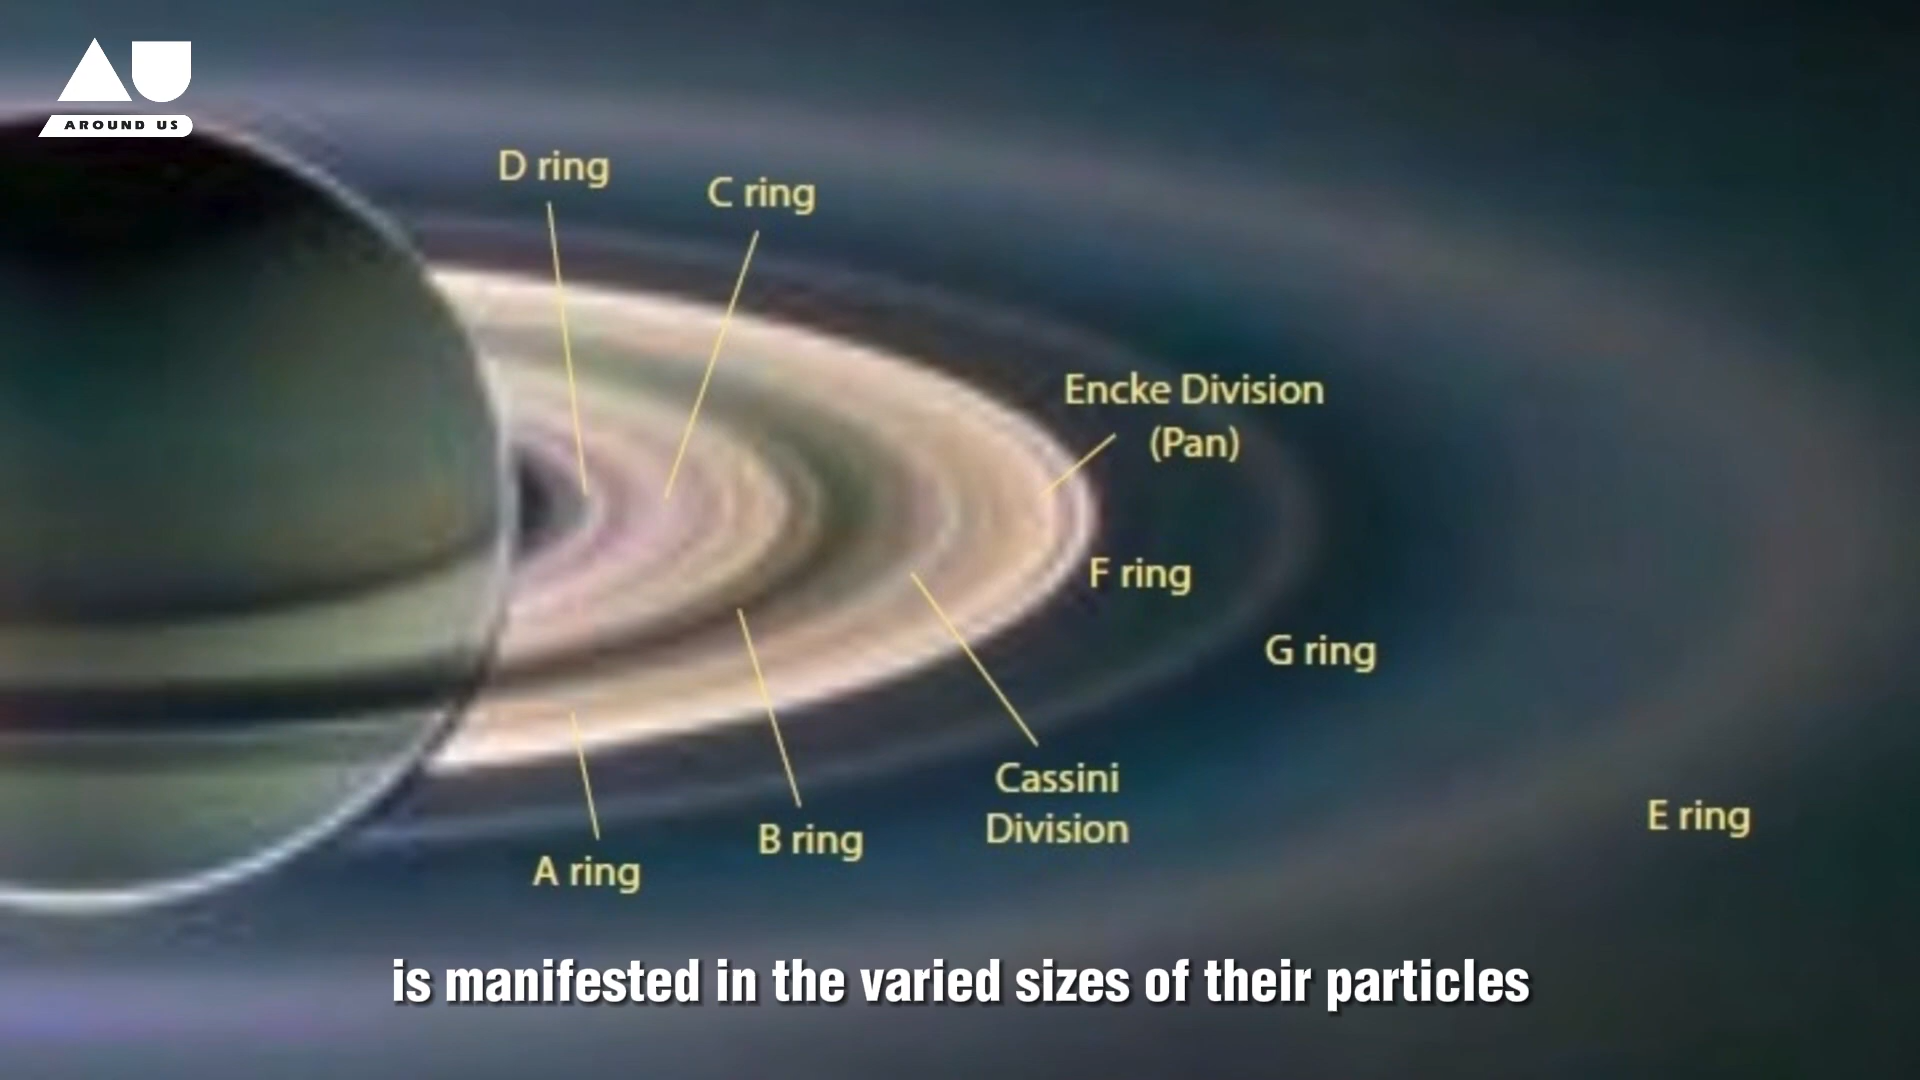 AROUND US
D ring
C ring
Encke Division
(Pan)
F ring
G ring
Cassini
Division
E ring
B ring
A ring
is manifested in the varied sizes of their particles